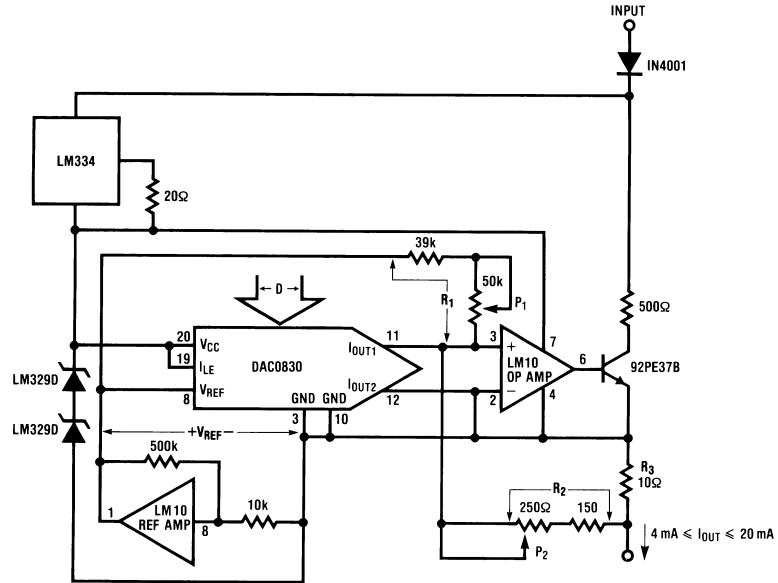 INPUT
IN4001
LM334
20Ω
39k
50k
P1
R1
500Ω
← D →
20
VCC
19
ILE
8
VREF
DAC0830
IOUT1
11
IOUT2
12
GND GND
3
10
3
+
7
LM10
OP AMP
6
−
2
4
92PE37B
LM329D
LM329D
+VREF−
500k
1
LM10
REF AMP
8
10k
R3
10Ω
R2
250Ω
150
P2
4 mA ≤ IOUT ≤ 20 mA